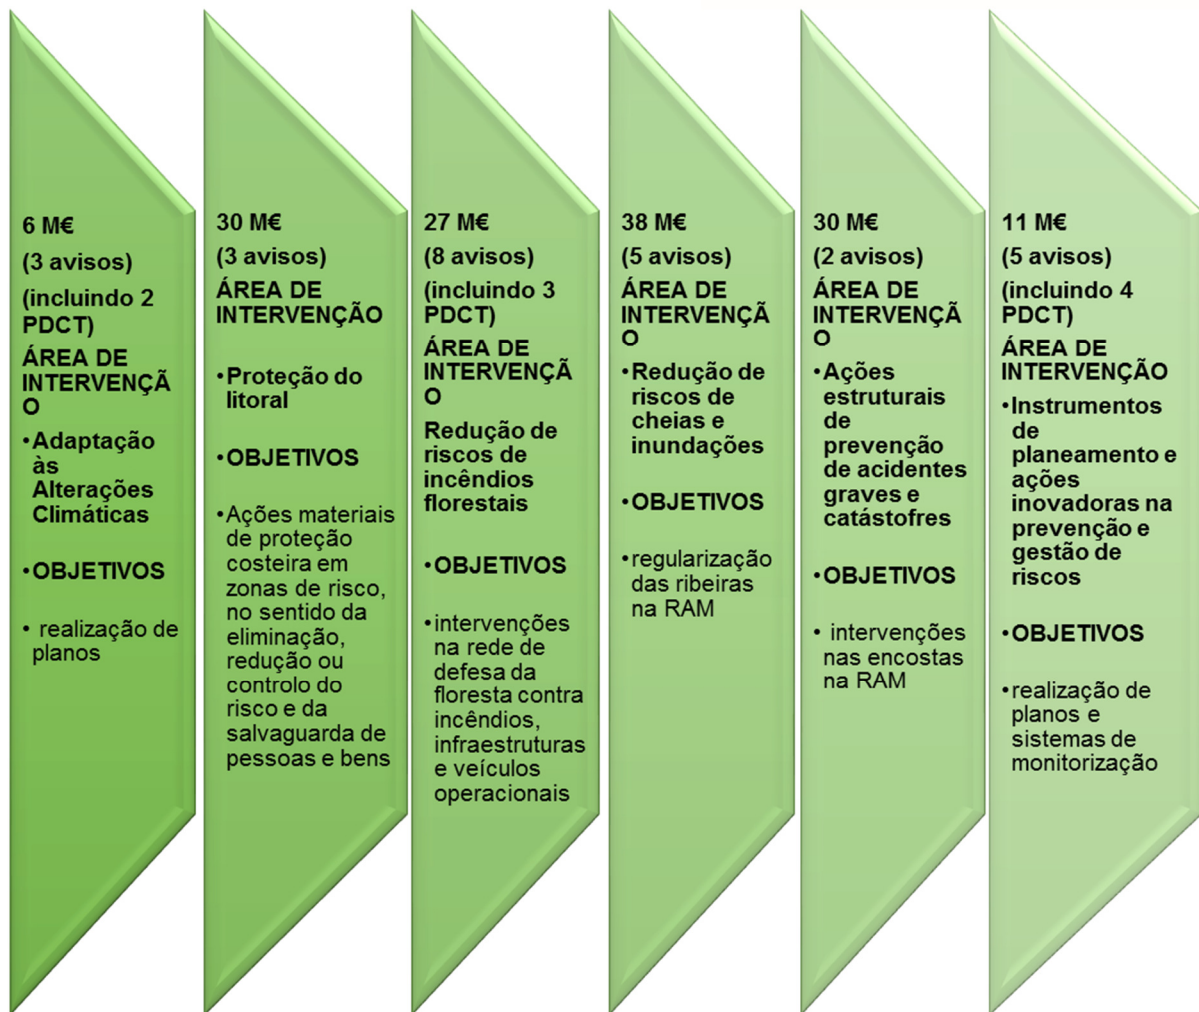 6 M€
(3 avisos)
(incluindo 2
PDCT)
ÁREA DE
INTERVENÇÃ
O
•Adaptação
às
Alterações
Climáticas
•OBJETIVOS
• realização de
planos
30 M€
(3 avisos)
ÁREA DE
INTERVENÇÃO
•Proteção do
litoral
•OBJETIVOS
•Ações materiais
de proteção
costeira em
zonas de risco,
no sentido da
eliminação,
redução ou
controlo do
risco e da
salvaguarda de
pessoas e bens
27 M€
(8 avisos)
(incluindo 3
PDCT)
ÁREA DE
INTERVENÇÃ
O
Redução de
riscos de
incêndios
florestais
•OBJETIVOS
•intervenções
na rede de
defesa da
floresta contra
incêndios,
infraestruturas
e veículos
operacionais
38 M€
(5 avisos)
ÁREA DE
INTERVENÇÃ
O
•Redução de
riscos de
cheias e
inundações
•OBJETIVOS
•regularização
das ribeiras
na RAM
30 M€
(2 avisos)
ÁREA DE
INTERVENÇÃ
O
•Ações
estruturais
de
prevenção
de acidentes
graves e
catástofres
•OBJETIVOS
• intervenções
nas encostas
na RAM
11 M€
(5 avisos)
(incluindo 4
PDCT)
ÁREA DE
INTERVENÇÃO
•Instrumentos
de
planeamento e
ações
inovadoras na
prevenção e
gestão de
riscos
•OBJETIVOS
•realização de
planos e
sistemas de
monitorização